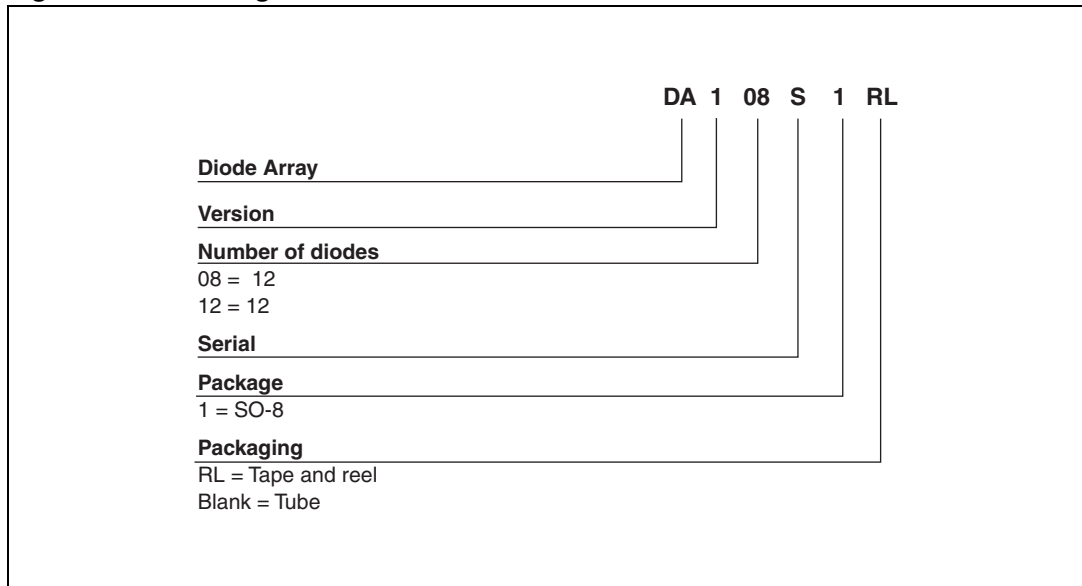 DA 1 08 S 1 RL
Diode Array
Version
Number of diodes
08 = 12
12 = 12
Serial
Package
1 = SO-8
Packaging
RL = Tape and reel
Blank = Tube